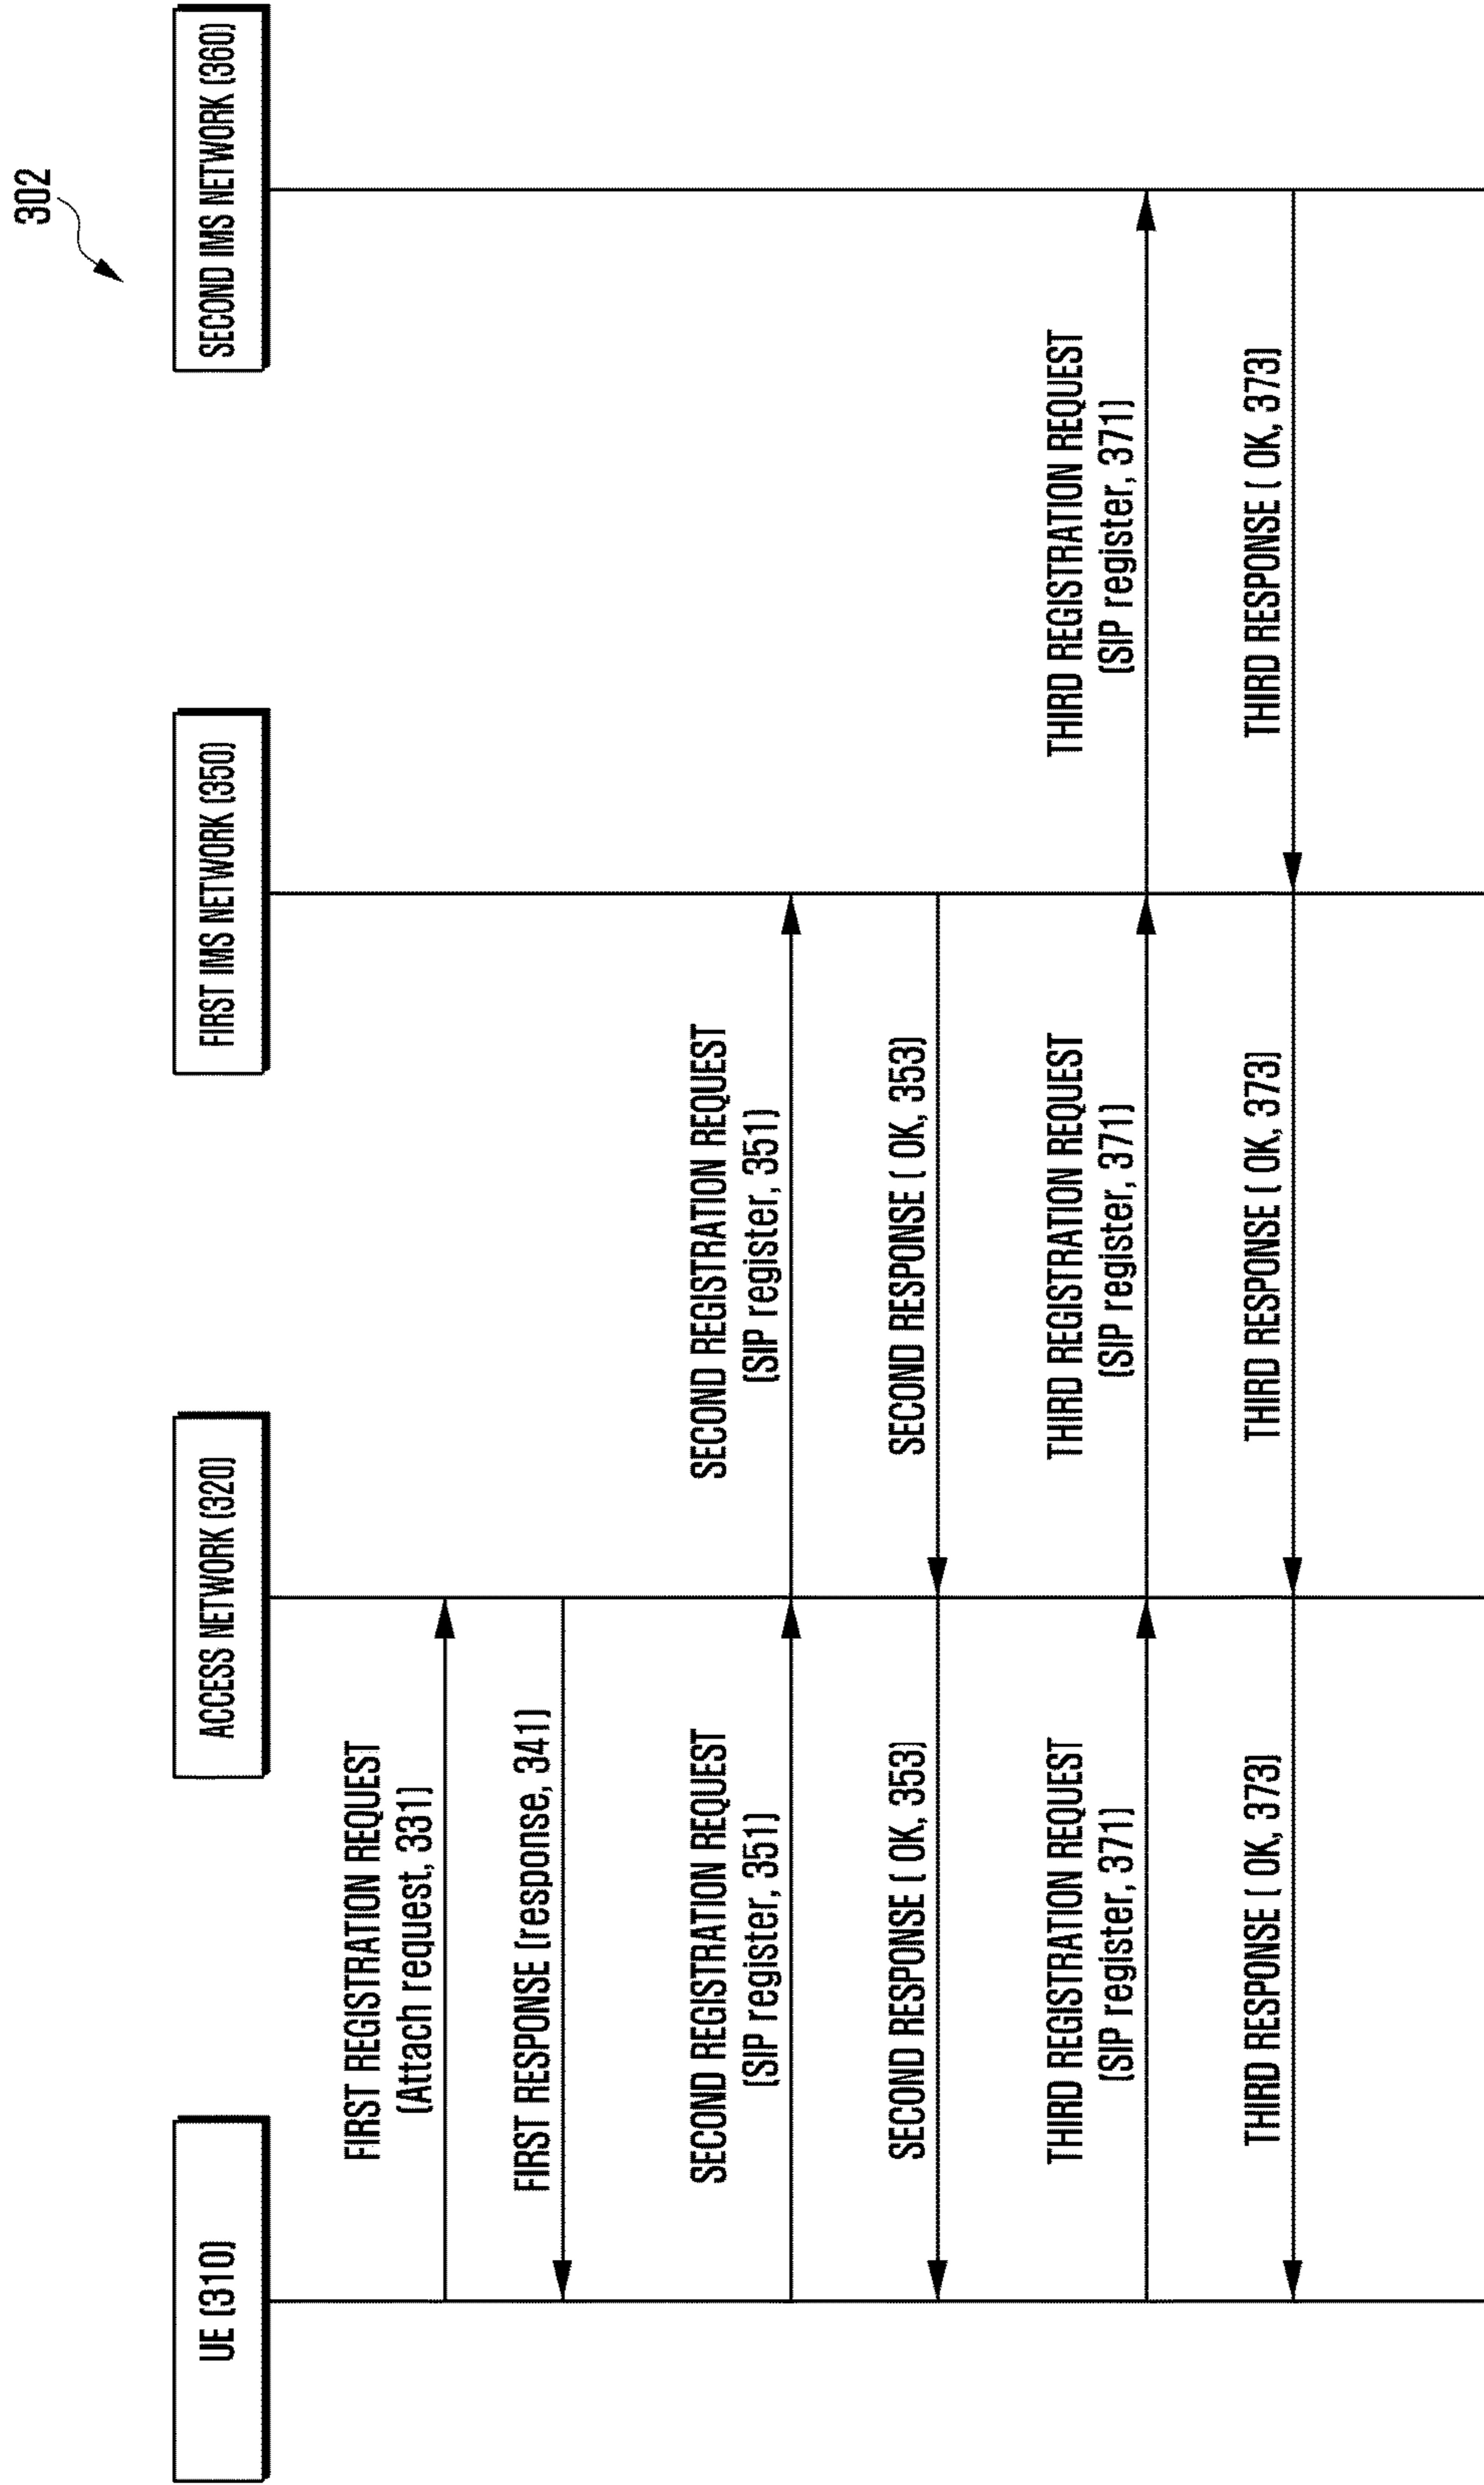 302
UE (310)
ACCESS NETWORK (320)
FIRST IMS NETWORK (350)
SECOND IMS NETWORK (360)
FIRST REGISTRATION REQUEST
(Attach request, 331)
FIRST RESPONSE (response, 341)
SECOND REGISTRATION REQUEST
(SIP register, 351)
SECOND REGISTRATION REQUEST
(SIP register, 351)
SECOND RESPONSE ( OK, 353)
SECOND RESPONSE ( OK, 353)
THIRD REGISTRATION REQUEST
(SIP register, 371)
THIRD REGISTRATION REQUEST
(SIP register, 371)
THIRD REGISTRATION REQUEST
(SIP register, 371)
THIRD RESPONSE ( OK, 373)
THIRD RESPONSE ( OK, 373)
THIRD RESPONSE ( OK, 373)